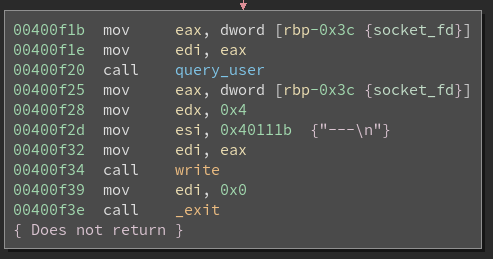 00400f1b mov eax, dword [rbp-0x3c {socket_fd}]
00400f1e mov edi, eax
00400f20 call query_user
00400f25 mov eax, dword [rbp-0x3c {socket_fd}]
00400f28 mov edx, 0x4
00400f2d mov esi, 0x40111b {"---\n"}
00400f32 mov edi, eax
00400f34 call write
00400f39 mov edi, 0x0
00400f3e call _exit
{ Does not return }